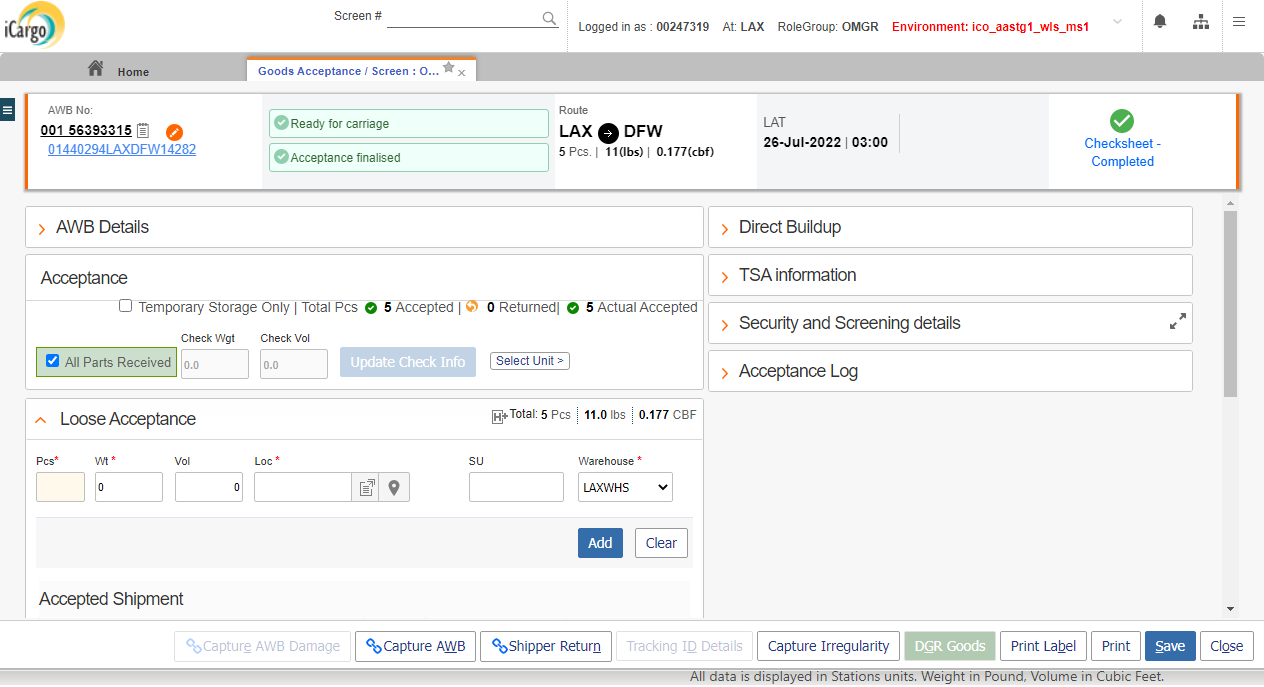 iCargo
Screen #
Logged in as : 00247319 At: LAX RoleGroup: OMGR Environment: ico_aastg1_wls_ms1
Home
Goods Acceptance / Screen : O...
AWB No:
001 56393315
01440294LAXDFW14282
Ready for carriage
Acceptance finalised
Route
LAX DFW
5 Pcs. | 11(lbs) | 0.177(cbf)
LAT
26-Jul-2022 | 03:00
Checksheet -
Completed
AWB Details
Acceptance
Temporary Storage Only | Total Pcs 5 Accepted | 0 Returned| 5 Actual Accepted
Check Wgt Check Vol
All Parts Received 0.0 0.0 Update Check Info Select Unit >
Loose Acceptance H+ Total: 5 Pcs 11.0 lbs 0.177 CBF
Pcs* Wt * Vol Loc * SU Warehouse *
0 0 LAXWHS
Add Clear
Accepted Shipment
Direct Buildup
TSA information
Security and Screening details
Acceptance Log
Capture AWB Damage Capture AWB Shipper Return Tracking ID Details Capture Irregularity DGR Goods Print Label Print Save Close
All data is displayed in Stations units. Weight in Pound, Volume in Cubic Feet.